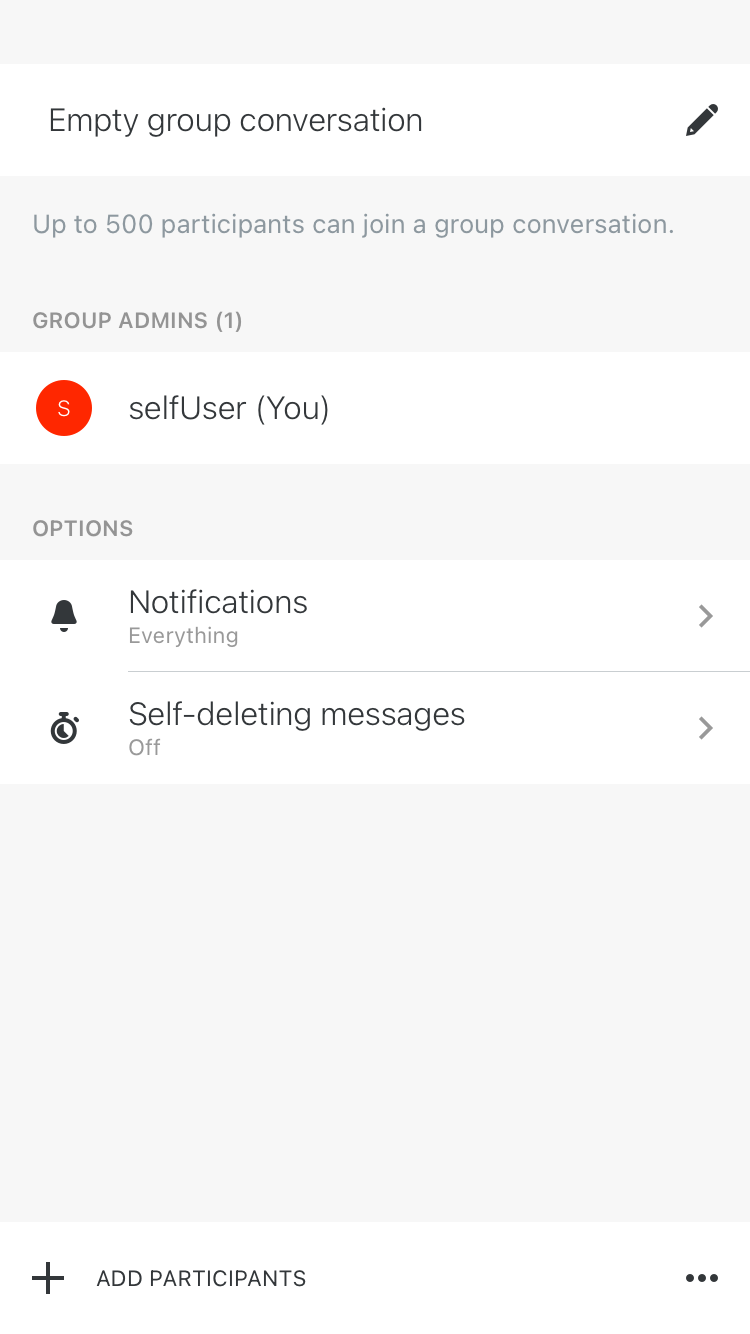 Empty group conversation
Up to 500 participants can join a group conversation.
GROUP ADMINS (1)
S
selfUser (You)
OPTIONS
Notifications
Everything
Self-deleting messages
Off
ADD PARTICIPANTS